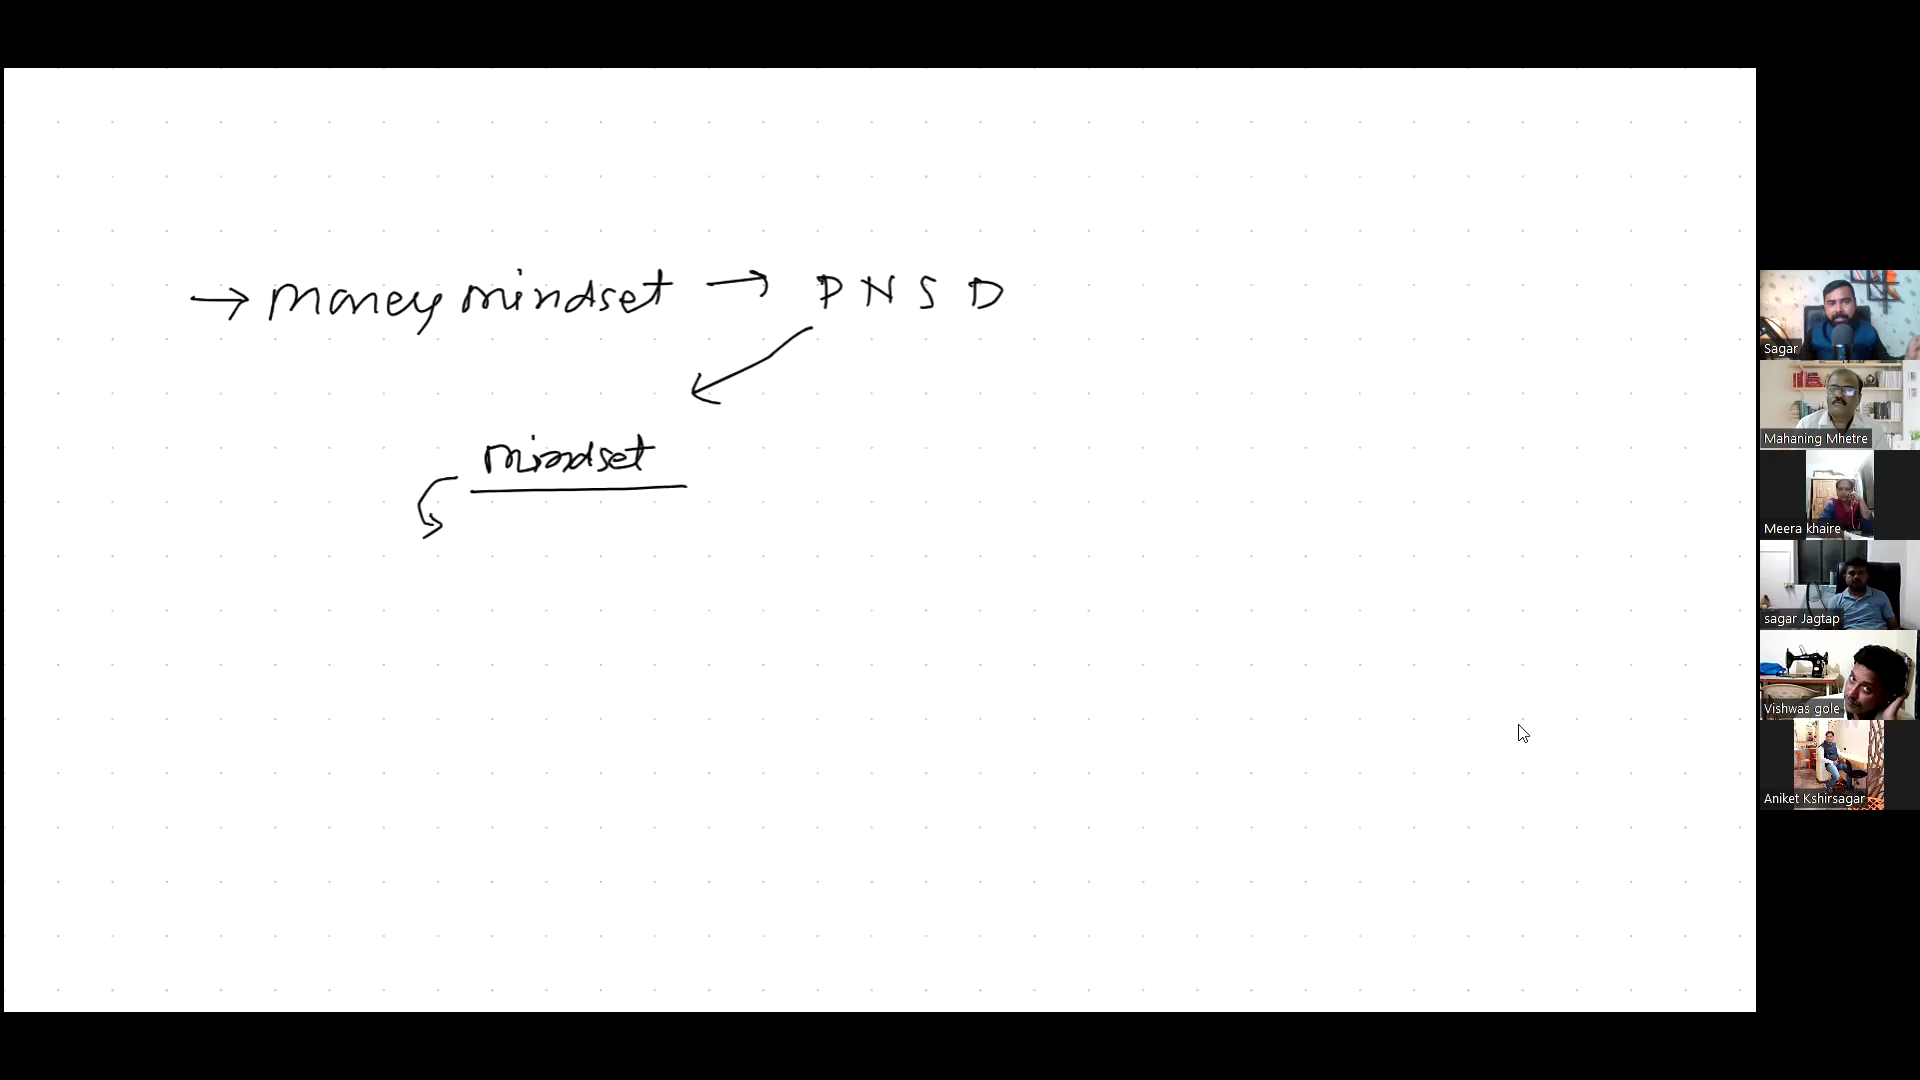 → money mindset → P N S D
mindset
Sagar
Mahaning Mhetre
Meera khaire
sagar Jagtap
Vishwas gole
Aniket Kshirsagar